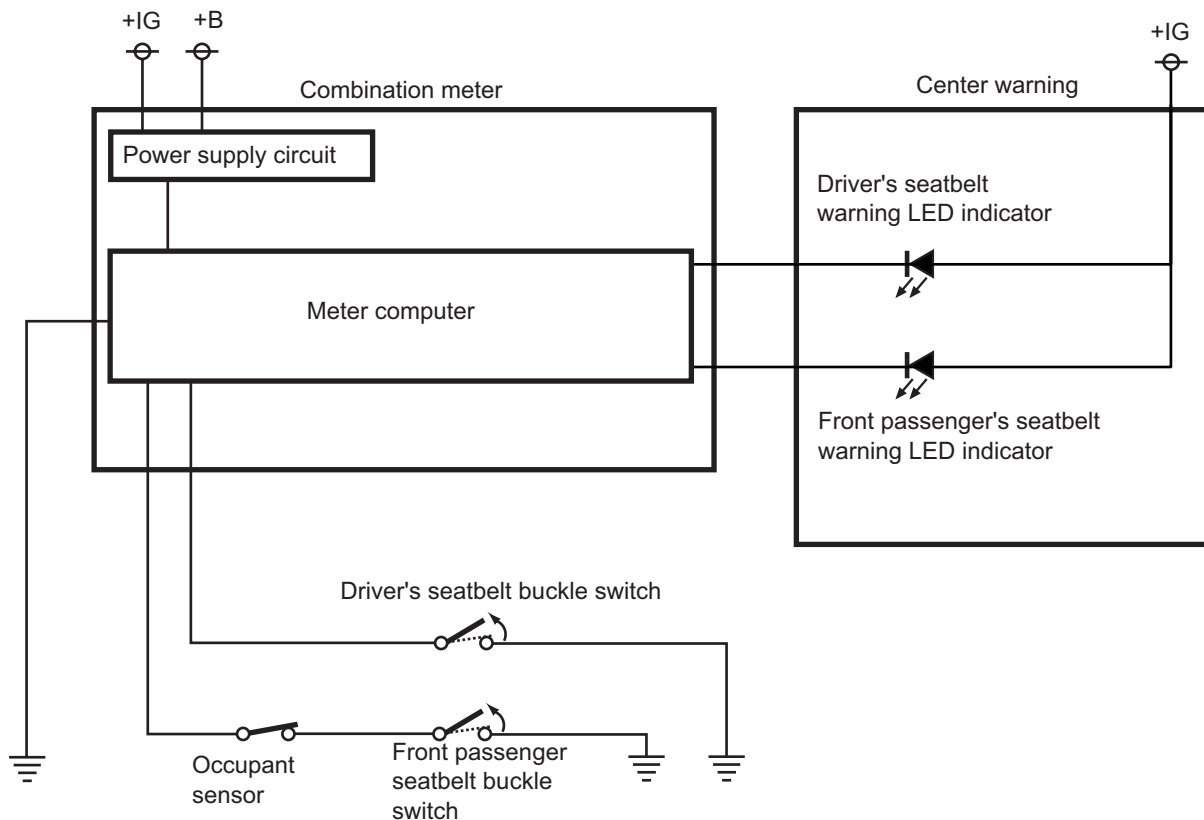 +IG
+B
+IG
Combination meter
Center warning
Power supply circuit
Driver's seatbelt
warning LED indicator
Meter computer
Front passenger's seatbelt
warning LED indicator
Driver's seatbelt buckle switch
Occupant
sensor
Front passenger
seatbelt buckle
switch